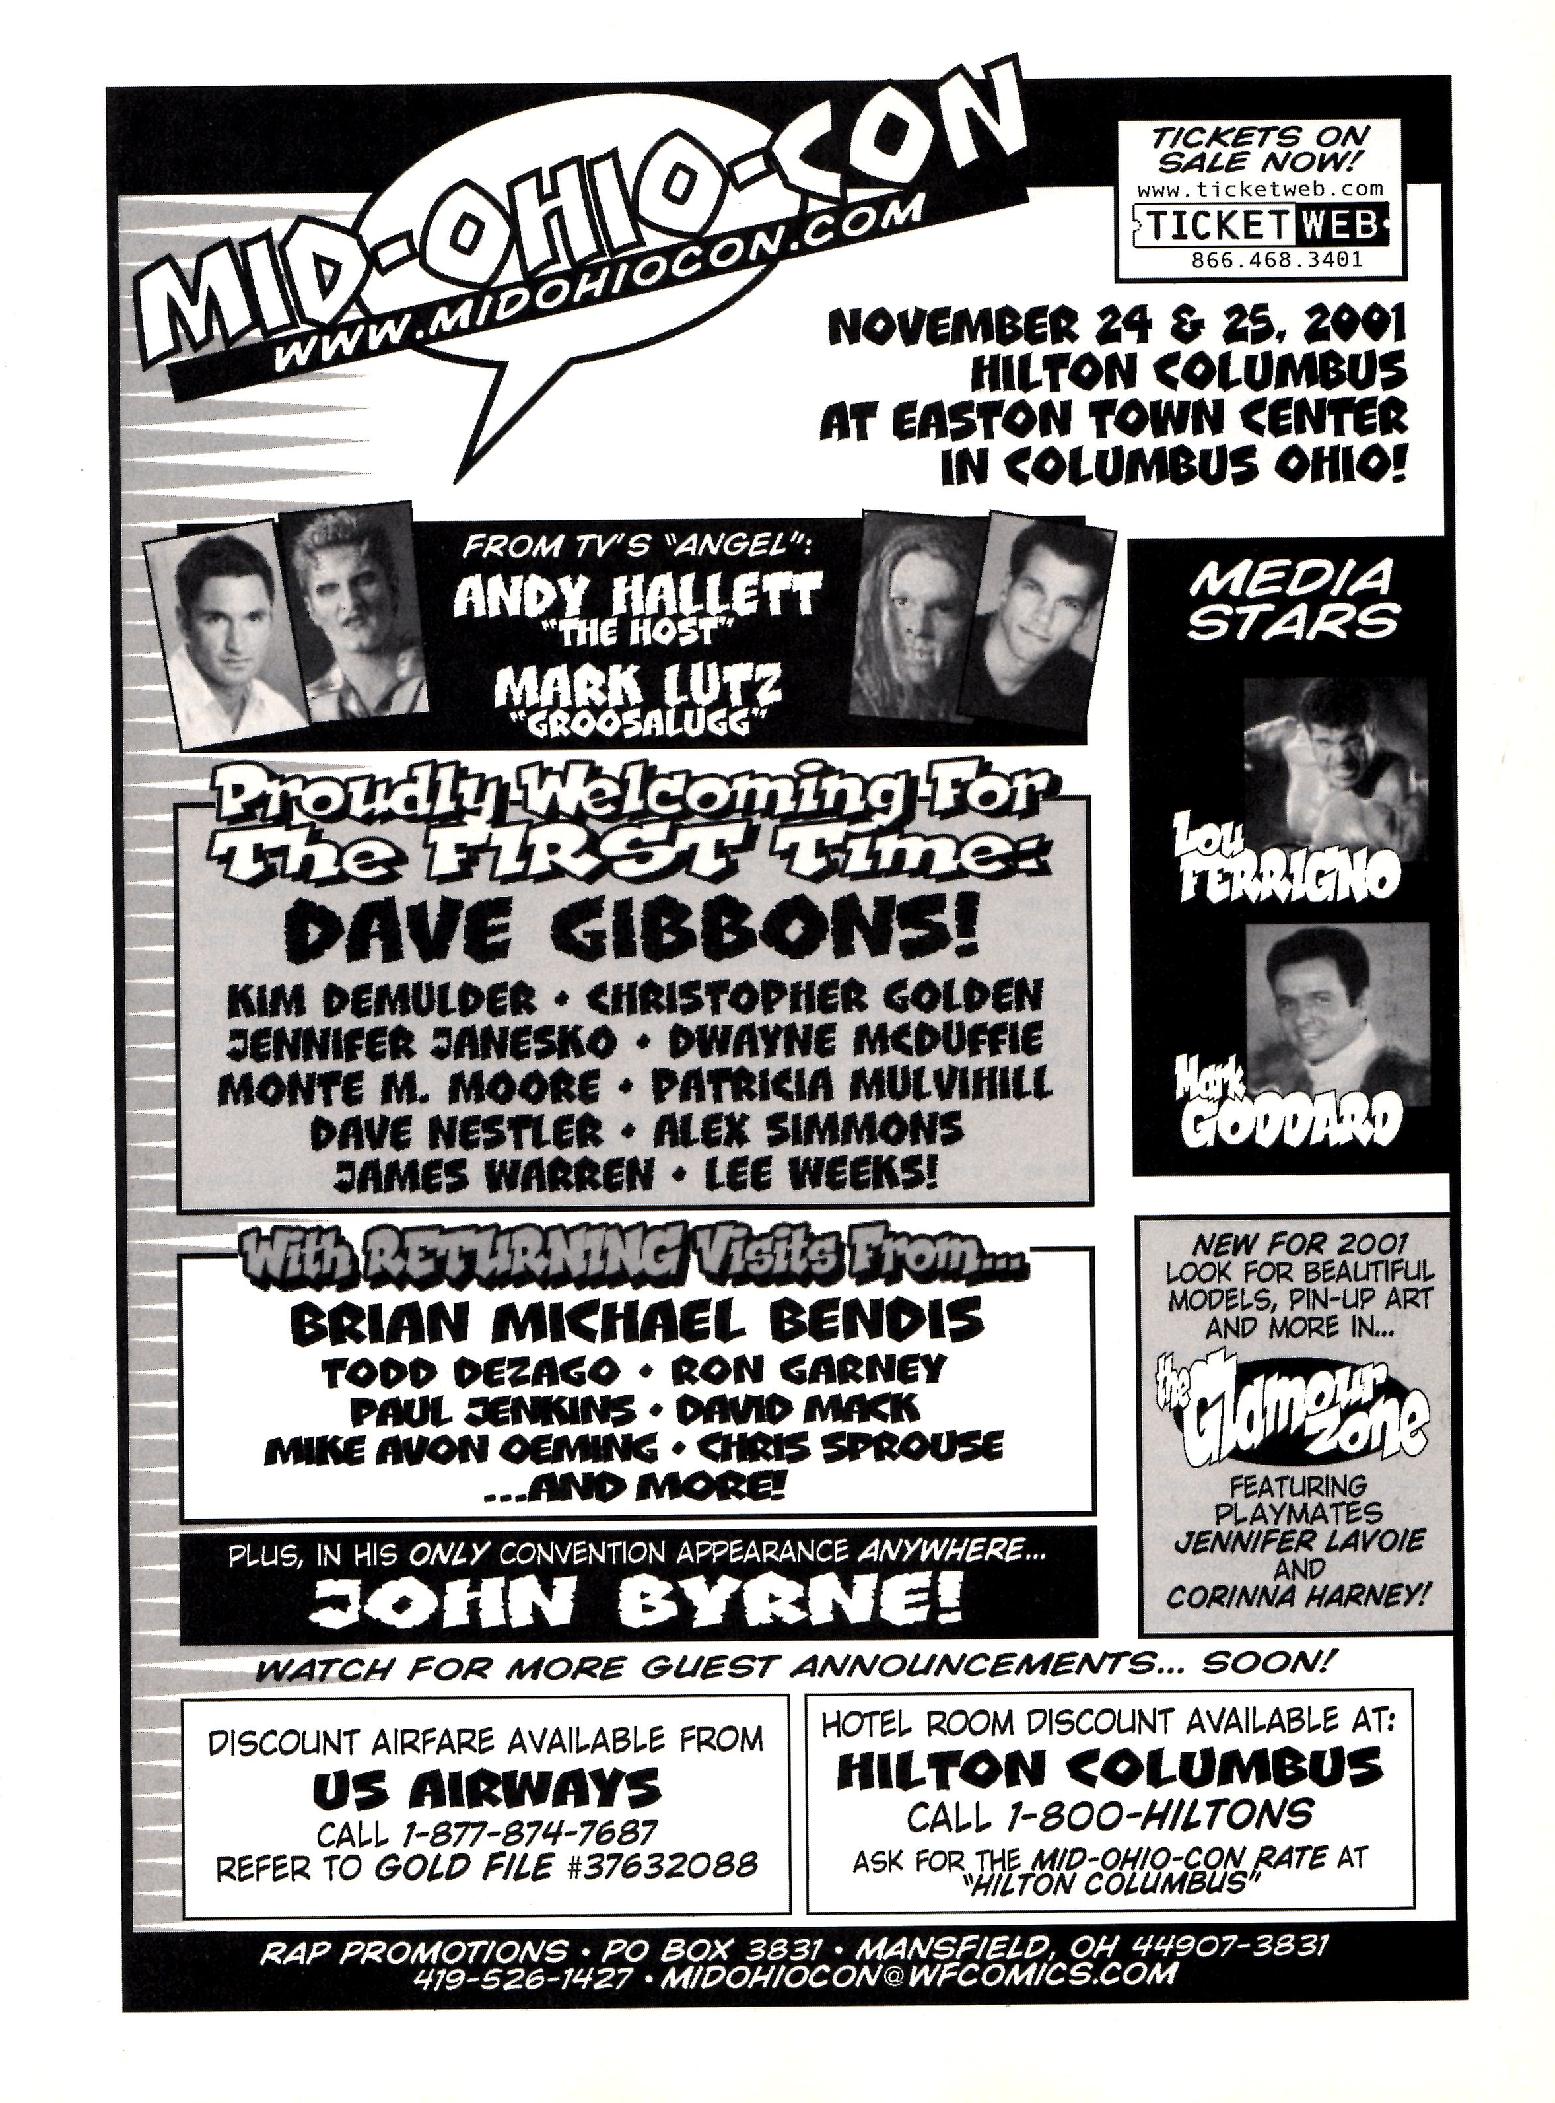 MID-OHIO-CON
WWW.MIDOHIOCON.COM
TICKETS ON
SALE NOW!
www.ticketweb.com
TICKETWEB
866.468.3401
NOVEMBER 24 & 25, 2001
HILTON COLUMBUS
AT EASTON TOWN CENTER
IN COLUMBUS OHIO!
FROM TV'S "ANGEL":
ANDY HALLETT
"THE HOST"
MARK LUTZ
"GROOSALUGG"
MEDIA
STARS
Lou
FERRIGNO
Mark
GODDARD
Proudly Welcoming For
The FIRST Time:
DAVE GIBBONS!
KIM DEMULDER • CHRISTOPHER GOLDEN
JENNIFER JANESKO • DWAYNE MCDUFFIE
MONTE M. MOORE • PATRICIA MULVIHILL
DAVE NESTLER • ALEX SIMMONS
JAMES WARREN • LEE WEEKS!
With RETURNING Visits From...
BRIAN MICHAEL BENDIS
TODD DEZAGO • RON GARNEY
PAUL JENKINS • DAVID MACK
MIKE AVON OEMING • CHRIS SPROUSE
...AND MORE!
NEW FOR 2001
LOOK FOR BEAUTIFUL
MODELS, PIN-UP ART
AND MORE IN...
the Glamour
zone
FEATURING
PLAYMATES
JENNIFER LAVOIE
AND
CORINNA HARNEY!
PLUS, IN HIS ONLY CONVENTION APPEARANCE ANYWHERE...
JOHN BYRNE!
WATCH FOR MORE GUEST ANNOUNCEMENTS... SOON!
DISCOUNT AIRFARE AVAILABLE FROM
US AIRWAYS
CALL 1-877-874-7687
REFER TO GOLD FILE #37632088
HOTEL ROOM DISCOUNT AVAILABLE AT:
HILTON COLUMBUS
CALL 1-800-HILTONS
ASK FOR THE MID-OHIO-CON RATE AT
"HILTON COLUMBUS"
RAP PROMOTIONS • PO BOX 3831 • MANSFIELD, OH 44907-3831
419-526-1427 • MIDOHIOCON@WFCOMICS.COM